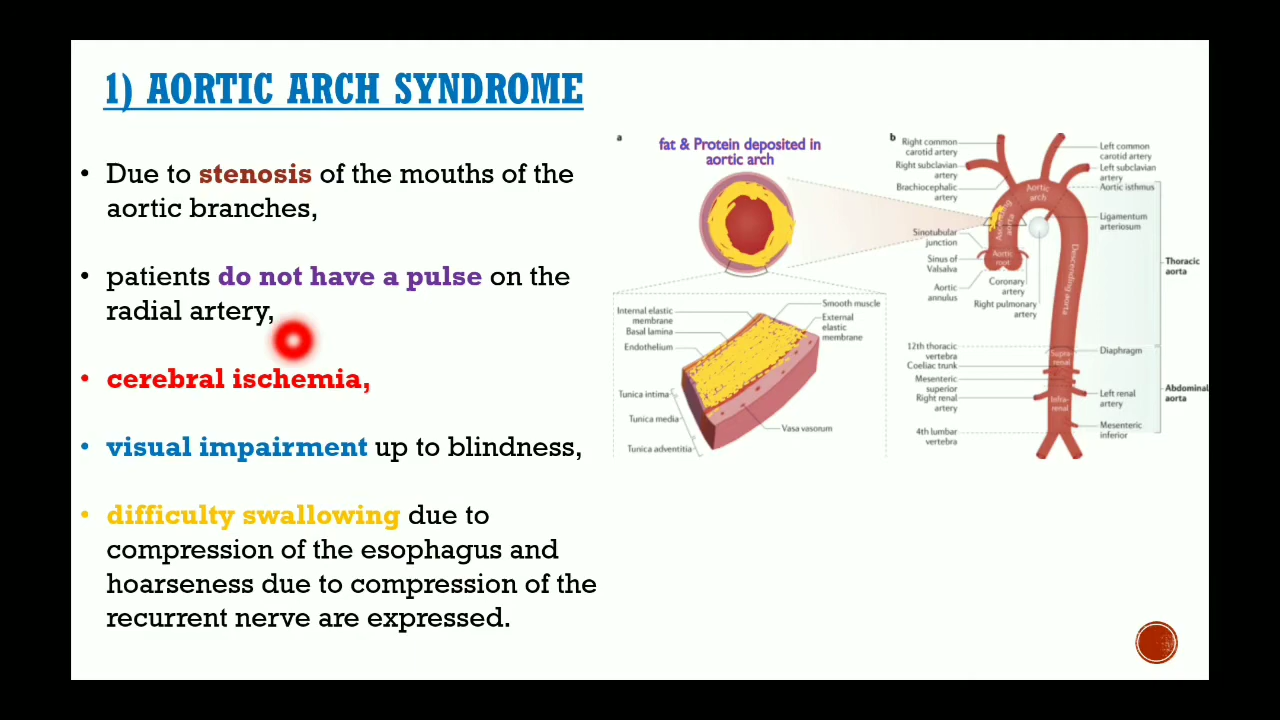 1) AORTIC ARCH SYNDROME
• Due to stenosis of the mouths of the
aortic branches,
• patients do not have a pulse on the
radial artery,
• cerebral ischemia,
• visual impairment up to blindness,
• difficulty swallowing due to
compression of the esophagus and
hoarseness due to compression of the
recurrent nerve are expressed.
a
fat & Protein deposited in
aortic arch
Internal elastic
membrane
Basal lamina
Endothelium
Smooth muscle
External
elastic
membrane
Tunica intima
Tunica media
Tunica adventitia
Vasa vasorum
b
Right common
carotid artery
Right subclavian
artery
Brachiocephalic
artery
Sinotubular
junction
Sinus of
Valsalva
Aortic
annulus
Left common
carotid artery
Left subclavian
artery
Aortic isthmus
Ligamentum
arteriosum
Aortic
arch
Ascending
aorta
Aortic
root
Descending aorta
Coronary
artery
Right pulmonary
artery
Thoracic
aorta
12th thoracic
vertebra
Coeliac trunk
Mesenteric
superior
Right renal
artery
4th lumbar
vertebra
Supra-
renal
Infra-
renal
Diaphragm
Left renal
artery
Mesenteric
inferior
Abdominal
aorta